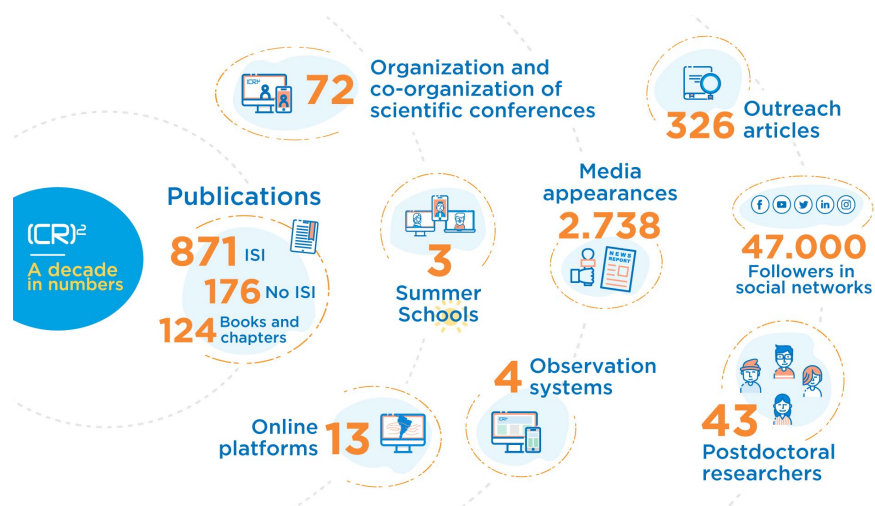 (CR)²
A decade
in numbers
Publications
871 ISI
176 No ISI
124 Books and
chapters
(CR)²
72
Organization and
co-organization of
scientific conferences
3
Summer
Schools
Online
platforms 13
4 Observation
systems
Media
appearances
2.738
NEWS
REPORT
326 Outreach
articles
47.000
Followers in
social networks
43
Postdoctoral
researchers